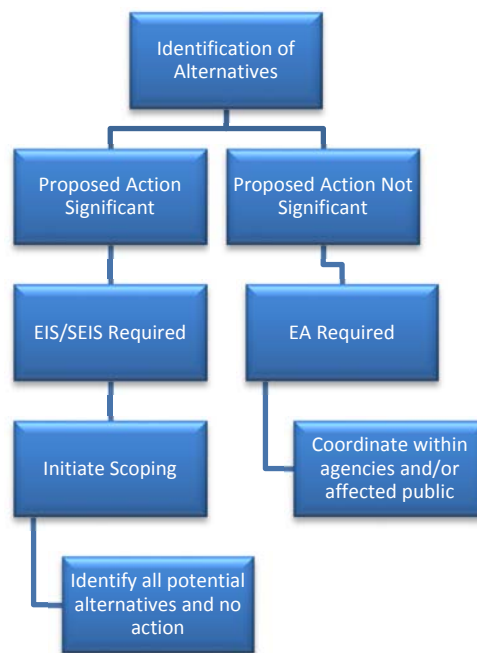 Identification of
Alternatives
Proposed Action
Significant
Proposed Action Not
Significant
EIS/SEIS Required
EA Required
Initiate Scoping
Coordinate within
agencies and/or
affected public
Identify all potential
alternatives and no
action